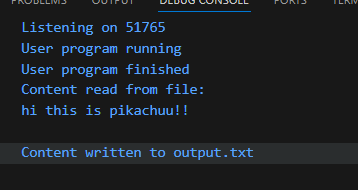 PROBLEMS OUTPUT DEBUG CONSOLE TERMINAL PORTS
Listening on 51765
User program running
User program finished
Content read from file:
hi this is pikachuu!!
Content written to output.txt